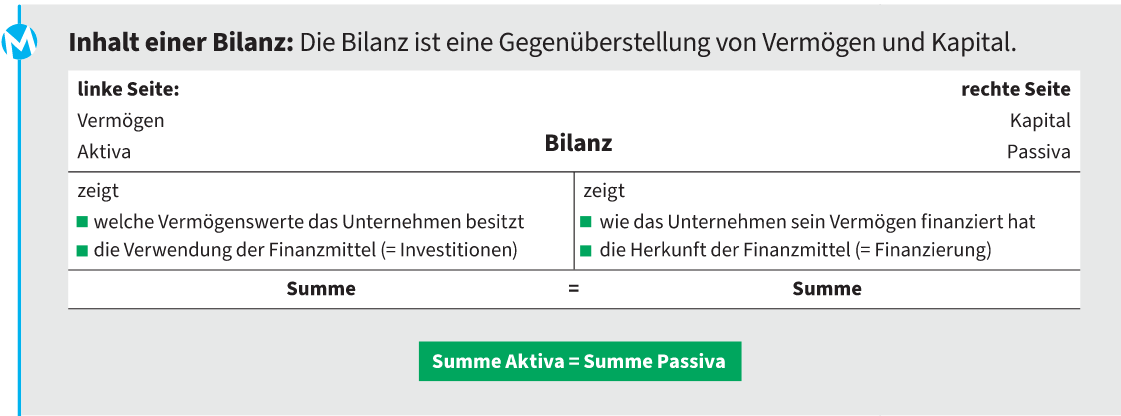 M
Inhalt einer Bilanz: Die Bilanz ist eine Gegenüberstellung von Vermögen und Kapital.
linke Seite: rechte Seite
Vermögen Kapital
Bilanz
Aktiva Passiva
zeigt zeigt
■ welche Vermögenswerte das Unternehmen besitzt ■ wie das Unternehmen sein Vermögen finanziert hat
■ die Verwendung der Finanzmittel (= Investitionen) ■ die Herkunft der Finanzmittel (= Finanzierung)
Summe = Summe
Summe Aktiva = Summe Passiva